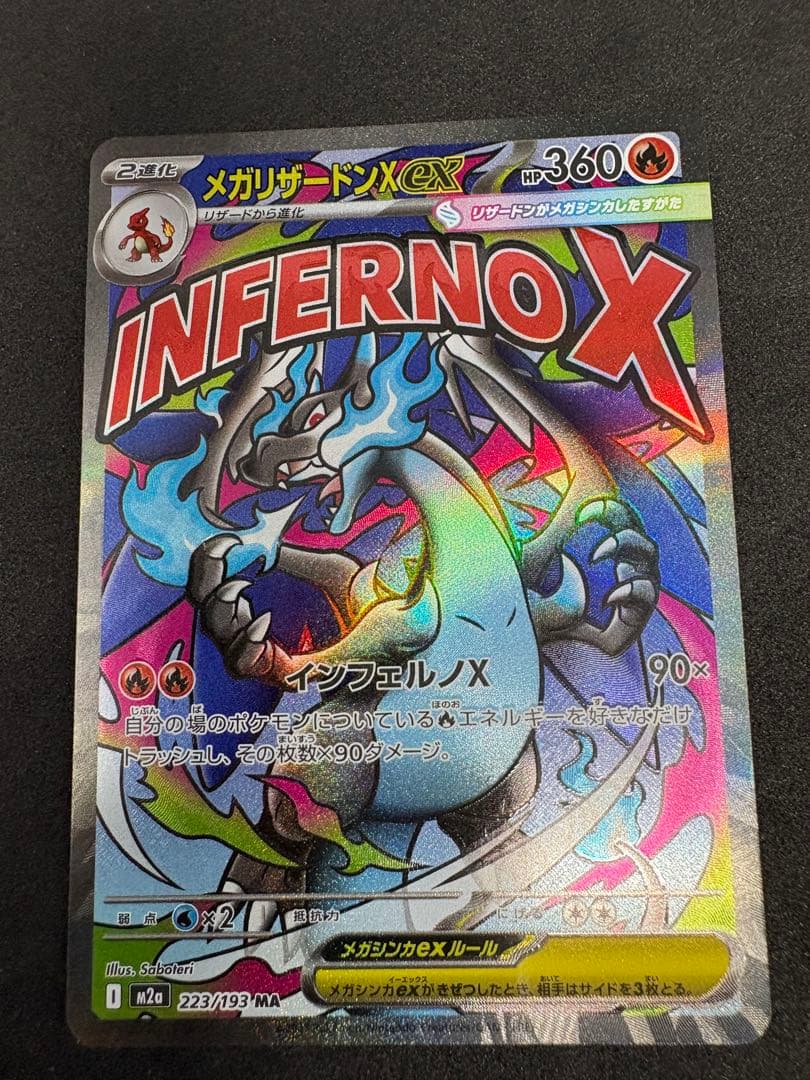 2進化
メガリザードンXex
HP360
リザードから進化
リザードンがメガシンカしたすがた
INFERNO X
インフェルノX 90×
自分の場のポケモンについているエネルギーを好きなだけ
トラッシュし、その枚数×90ダメージ。
弱点 ×2 抵抗力 にげる
メガシンカexルール
メガシンカexがきぜつしたとき、相手はサイドを3枚とる。
Illus. Saboteri
I m2a 223/193 MA